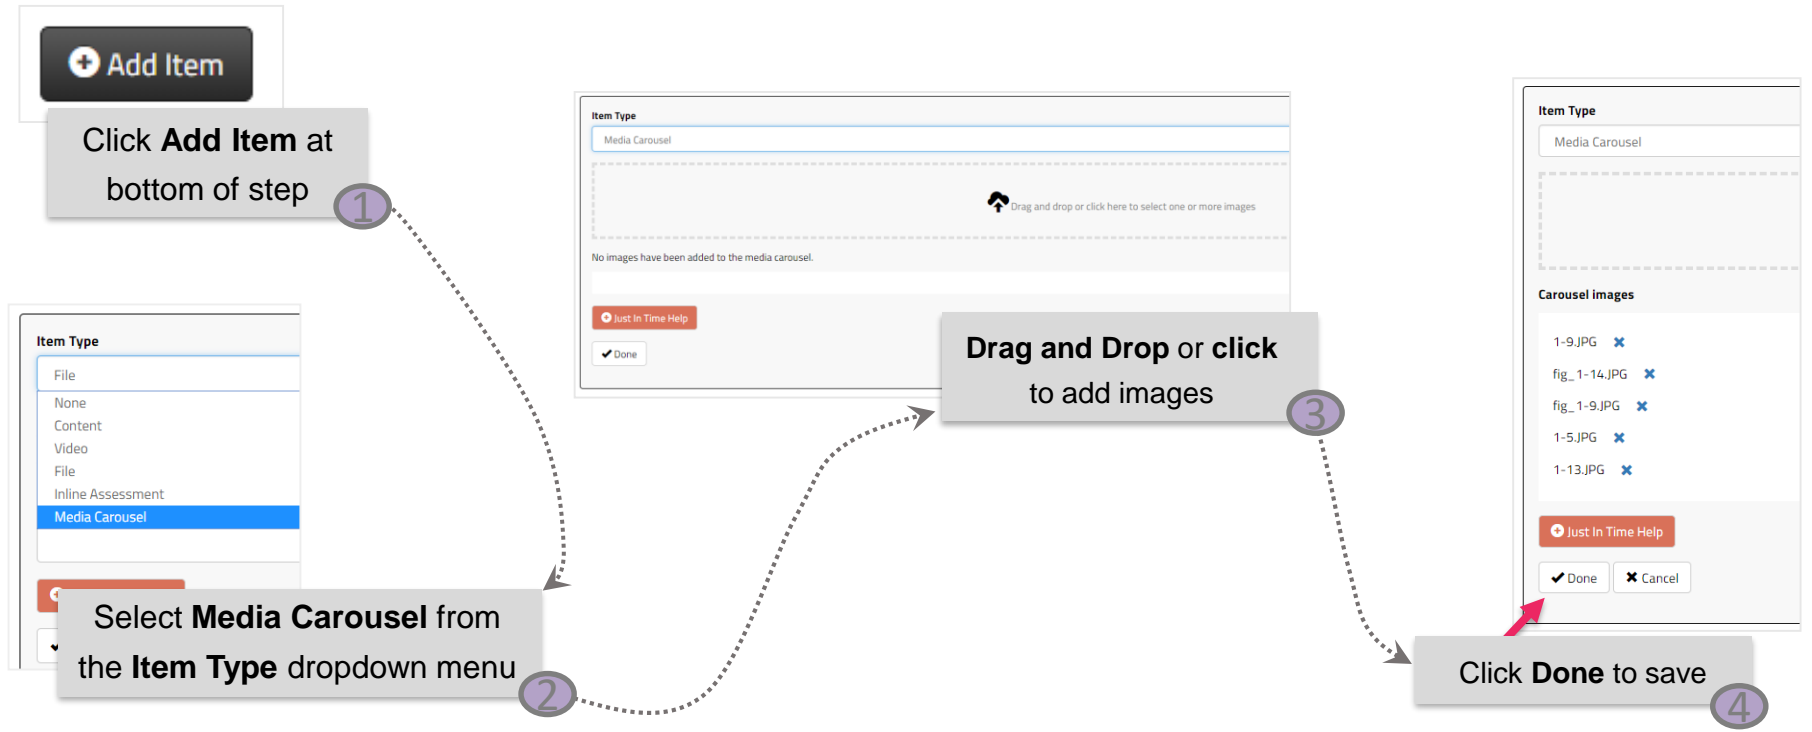 Add Item
Click Add Item at
bottom of step
1
Item Type
File
None
Content
Video
File
Inline Assessment
Media Carousel
Select Media Carousel from
the Item Type dropdown menu
2
Item Type
Media Carousel
Drag and drop or click here to select one or more images
No images have been added to the media carousel.
Just In Time Help
Done
Drag and Drop or click
to add images
3
Item Type
Media Carousel
Carousel images
1-9.JPG
fig_1-14.JPG
fig_1-9.JPG
1-5.JPG
1-13.JPG
Just In Time Help
Done Cancel
Click Done to save
4